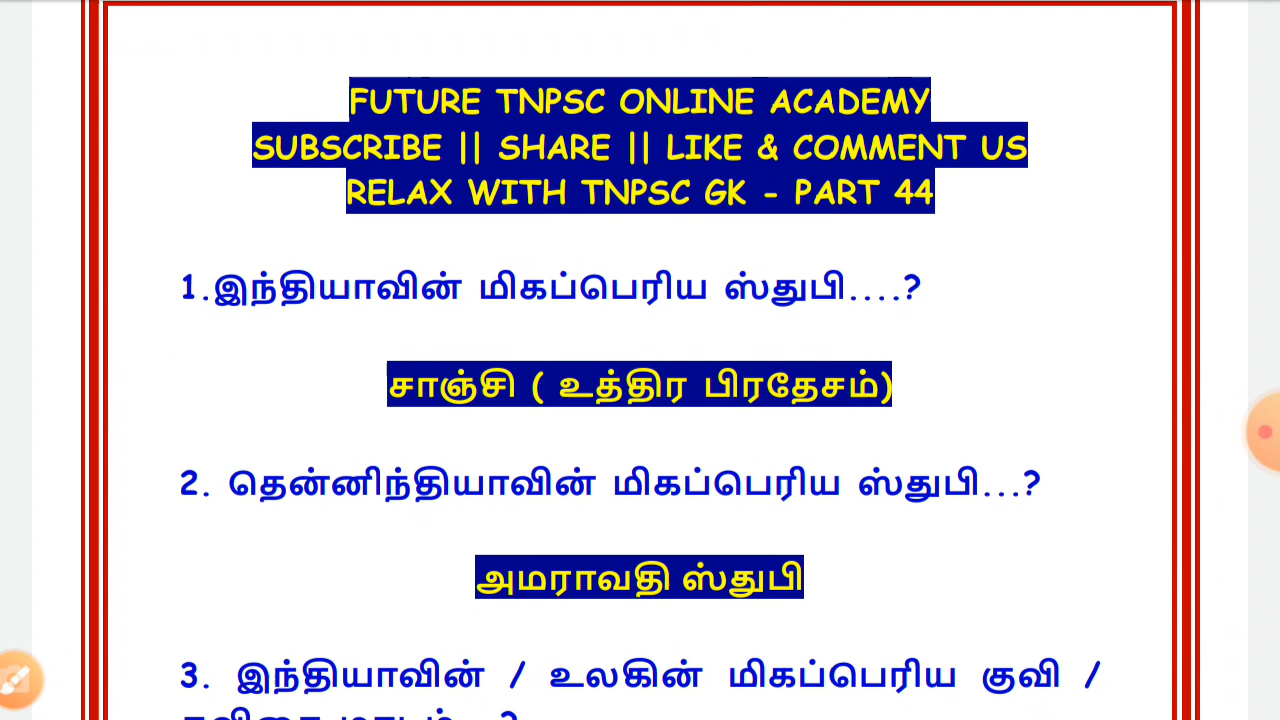 FUTURE TNPSC ONLINE ACADEMY
SUBSCRIBE || SHARE || LIKE & COMMENT US
RELAX WITH TNPSC GK - PART 44
1.இந்தியாவின் மிகப்பெரிய ஸ்துபி....?
சாஞ்சி ( உத்திர பிரதேசம்)
2. தென்னிந்தியாவின் மிகப்பெரிய ஸ்துபி...?
அமராவதி ஸ்துபி
3. இந்தியாவின் / உலகின் மிகப்பெரிய குவி /